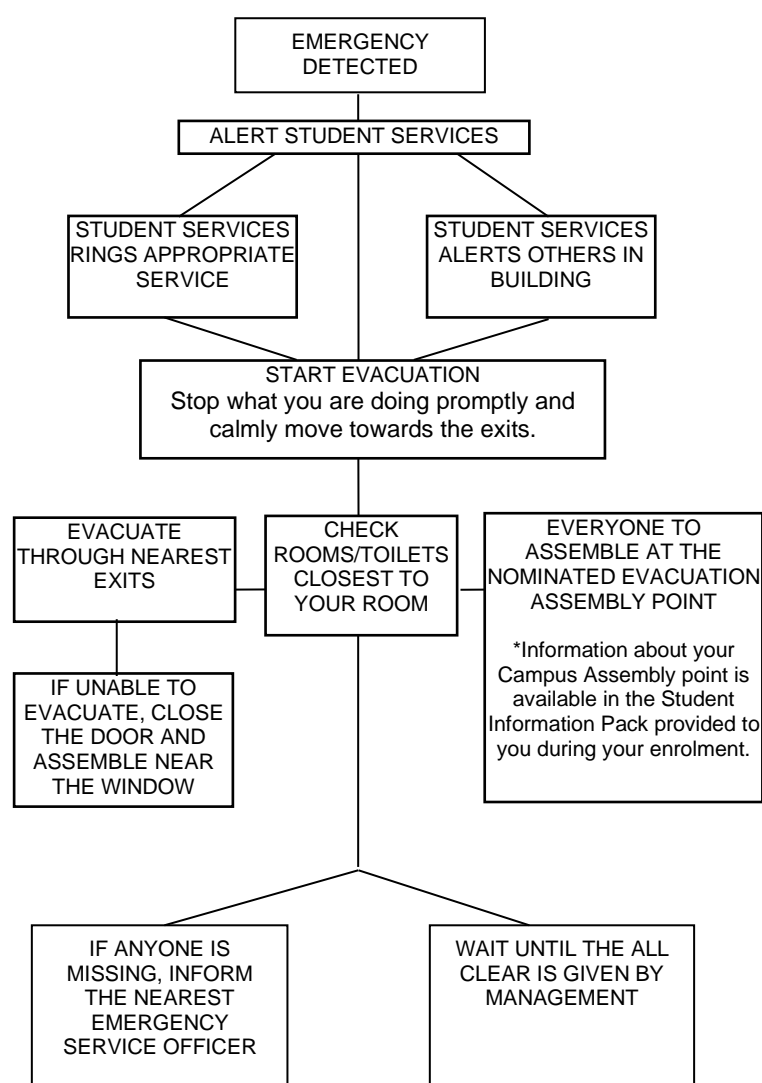 EMERGENCY
DETECTED
ALERT STUDENT SERVICES
STUDENT SERVICES
RINGS APPROPRIATE
SERVICE
STUDENT SERVICES
ALERTS OTHERS IN
BUILDING
START EVACUATION
Stop what you are doing promptly and
calmly move towards the exits.
EVACUATE
THROUGH NEAREST
EXITS
CHECK
ROOMS/TOILETS
CLOSEST TO
YOUR ROOM
EVERYONE TO
ASSEMBLE AT THE
NOMINATED EVACUATION
ASSEMBLY POINT
*Information about your
Campus Assembly point is
available in the Student
Information Pack provided to
you during your enrolment.
IF UNABLE TO
EVACUATE, CLOSE
THE DOOR AND
ASSEMBLE NEAR
THE WINDOW
IF ANYONE IS
MISSING, INFORM
THE NEAREST
EMERGENCY
SERVICE OFFICER
WAIT UNTIL THE ALL
CLEAR IS GIVEN BY
MANAGEMENT